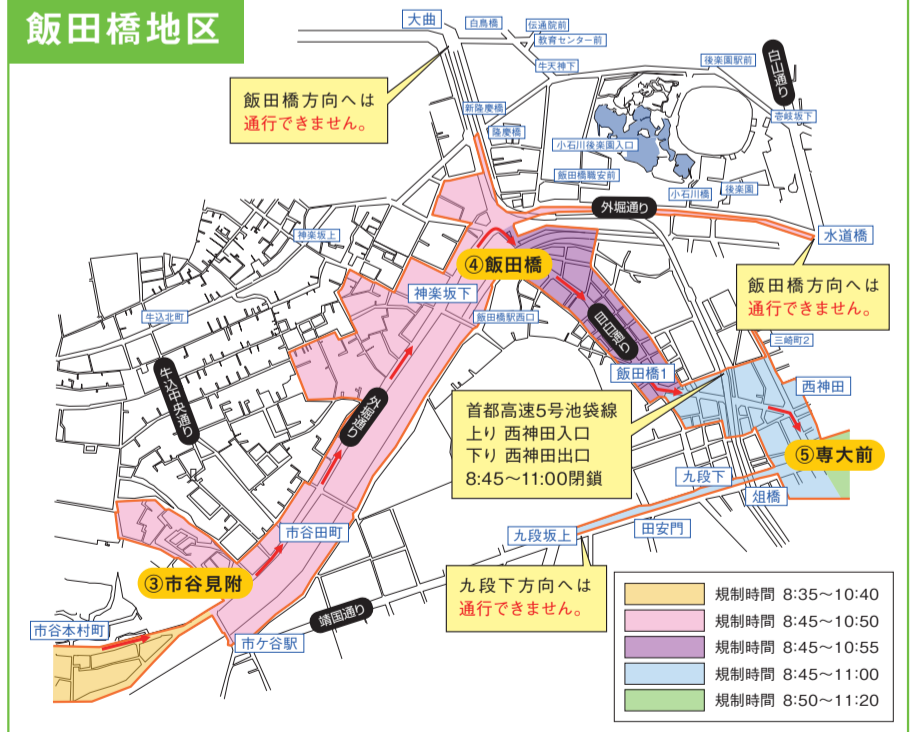 飯田橋地区
大曲
白鳥橋
伝通院前
教育センター前
牛天神下
後楽園駅前
白山通り
壱岐坂下
飯田橋方向へは
通行できません。
新隆慶橋
隆慶橋
小石川後楽園入口
飯田橋職安前
小石川橋
後楽園
外堀通り
水道橋
神楽坂上
④飯田橋
神楽坂下
飯田橋方向へは
通行できません。
牛込北町
飯田橋駅西口
目白通り
三崎町2
牛込中央通り
飯田橋1
西神田
外堀通り
首都高速5号池袋線
上り 西神田入口
下り 西神田出口
8:45〜11:00閉鎖
⑤専大前
九段下
俎橋
市谷田町
九段坂上
田安門
③市谷見附
九段下方向へは
通行できません。
靖国通り
市谷本村町
市ケ谷駅
規制時間 8:35〜10:40
規制時間 8:45〜10:50
規制時間 8:45〜10:55
規制時間 8:45〜11:00
規制時間 8:50〜11:20